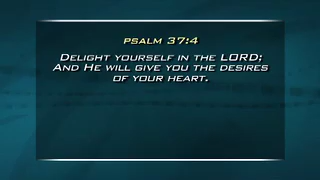 PSALM 37:4
DELIGHT YOURSELF IN THE LORD;
AND HE WILL GIVE YOU THE DESIRES
OF YOUR HEART.